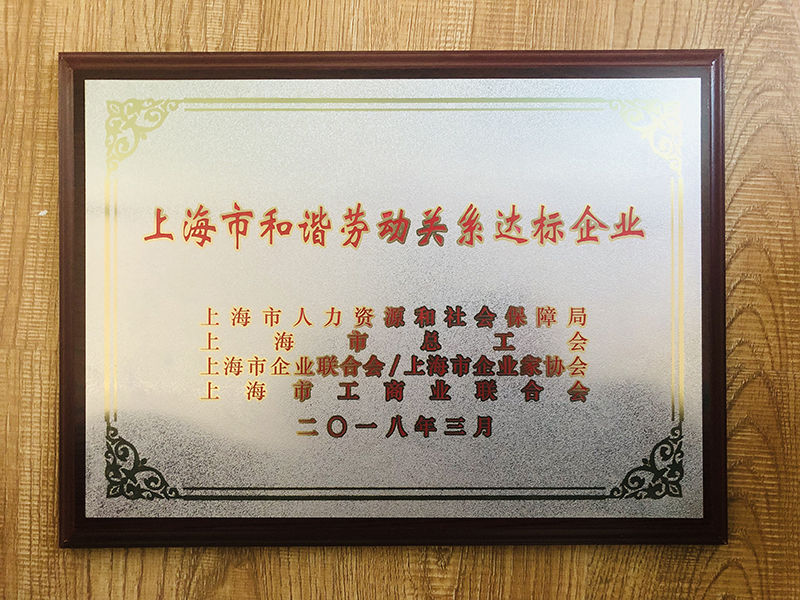 上海市和谐劳动关系达标企业
上海市人力资源和社会保障局
上海市总工会
上海市企业联合会/上海市企业家协会
上海市工商业联合会
二〇一八年三月